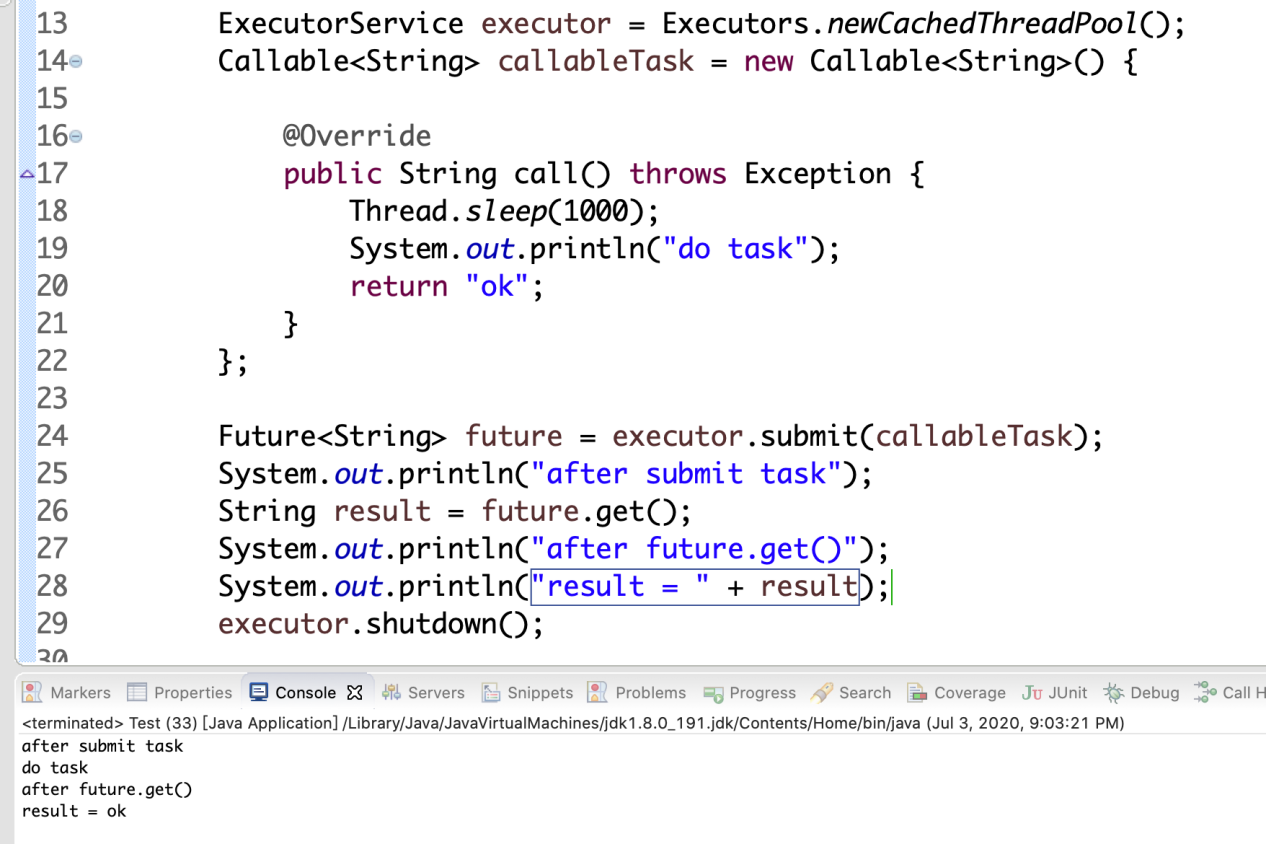 13 ExecutorService executor = Executors.newCachedThreadPool();
14 Callable<String> callableTask = new Callable<String>() {
15
16 @Override
17 public String call() throws Exception {
18 Thread.sleep(1000);
19 System.out.println("do task");
20 return "ok";
21 }
22 };
23
24 Future<String> future = executor.submit(callableTask);
25 System.out.println("after submit task");
26 String result = future.get();
27 System.out.println("after future.get()");
28 System.out.println("result = " + result);
29 executor.shutdown();
30
Markers Properties Console Servers Snippets Problems Progress Search Coverage Ju JUnit Debug Call H
<terminated> Test (33) [Java Application] /Library/Java/JavaVirtualMachines/jdk1.8.0_191.jdk/Contents/Home/bin/java (Jul 3, 2020, 9:03:21 PM)
after submit task
do task
after future.get()
result = ok